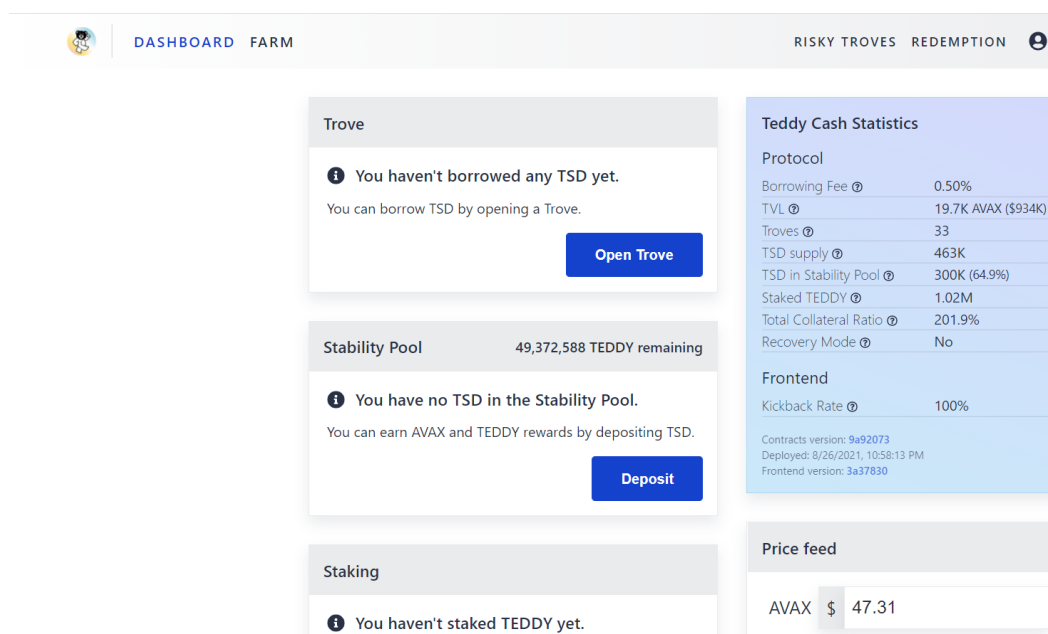 DASHBOARD FARM RISKY TROVES REDEMPTION
Trove
You haven't borrowed any TSD yet.
You can borrow TSD by opening a Trove.
Open Trove
Stability Pool 49,372,588 TEDDY remaining
You have no TSD in the Stability Pool.
You can earn AVAX and TEDDY rewards by depositing TSD.
Deposit
Staking
You haven't staked TEDDY yet.
Teddy Cash Statistics
Protocol
Borrowing Fee 0.50%
TVL 19.7K AVAX ($934K)
Troves 33
TSD supply 463K
TSD in Stability Pool 300K (64.9%)
Staked TEDDY 1.02M
Total Collateral Ratio 201.9%
Recovery Mode No
Frontend
Kickback Rate 100%
Contracts version: 9a92073
Deployed: 8/26/2021, 10:58:13 PM
Frontend version: 3a37830
Price feed
AVAX $ 47.31